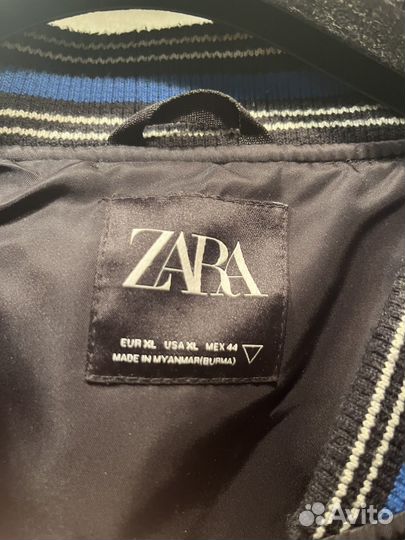 ZARA
EUR XL USA XL MEX 44
MADE IN MYANMAR(BURMA)
Avito